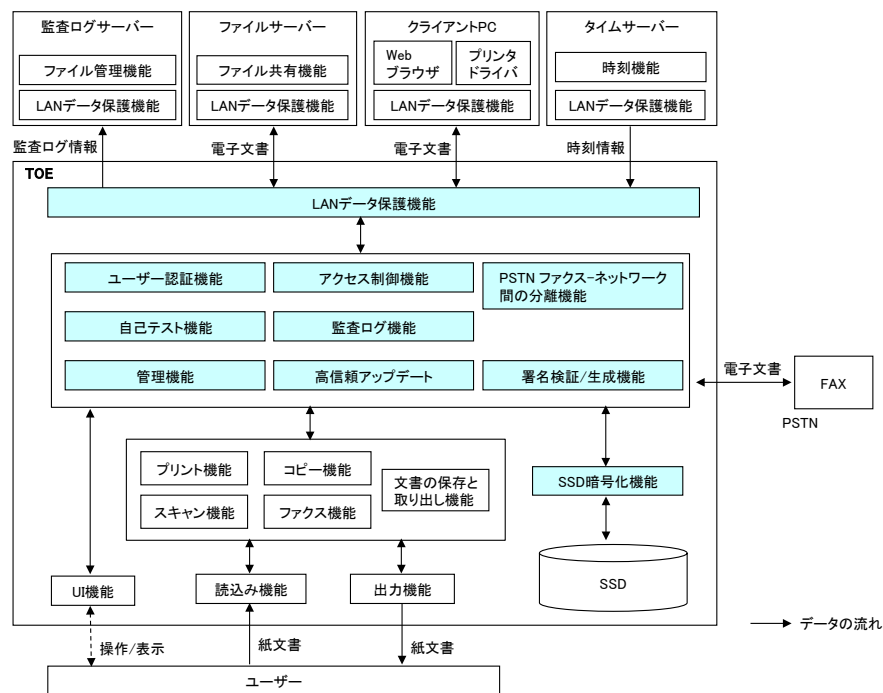 監査ログサーバー
ファイル管理機能
LANデータ保護機能
ファイルサーバー
ファイル共有機能
LANデータ保護機能
クライアントPC
Web
ブラウザ
プリンタ
ドライバ
LANデータ保護機能
タイムサーバー
時刻機能
LANデータ保護機能
監査ログ情報
電子文書
電子文書
時刻情報
TOE
LANデータ保護機能
ユーザー認証機能
アクセス制御機能
PSTN ファクス-ネットワーク
間の分離機能
自己テスト機能
監査ログ機能
管理機能
高信頼アップデート
署名検証/生成機能
電子文書
FAX
PSTN
プリント機能
コピー機能
文書の保存と
取り出し機能
スキャン機能
ファクス機能
SSD暗号化機能
SSD
UI機能
読込み機能
出力機能
データの流れ
操作/表示
紙文書
紙文書
ユーザー